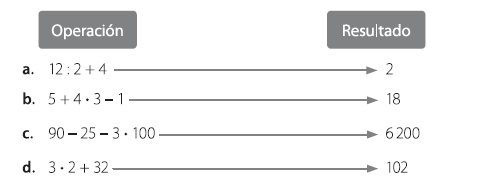 Operación Resultado
a. 12 : 2 + 4 2
b. 5 + 4 · 3 – 1 18
c. 90 – 25 – 3 · 100 6 200
d. 3 · 2 + 32 102